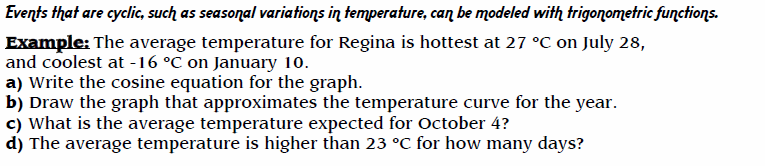 Events that are cyclic, such as seasonal variations in temperature, can be modeled with trigonometric functions.
Example: The average temperature for Regina is hottest at 27 °C on July 28,
and coolest at -16 °C on January 10.
a) Write the cosine equation for the graph.
b) Draw the graph that approximates the temperature curve for the year.
c) What is the average temperature expected for October 4?
d) The average temperature is higher than 23 °C for how many days?